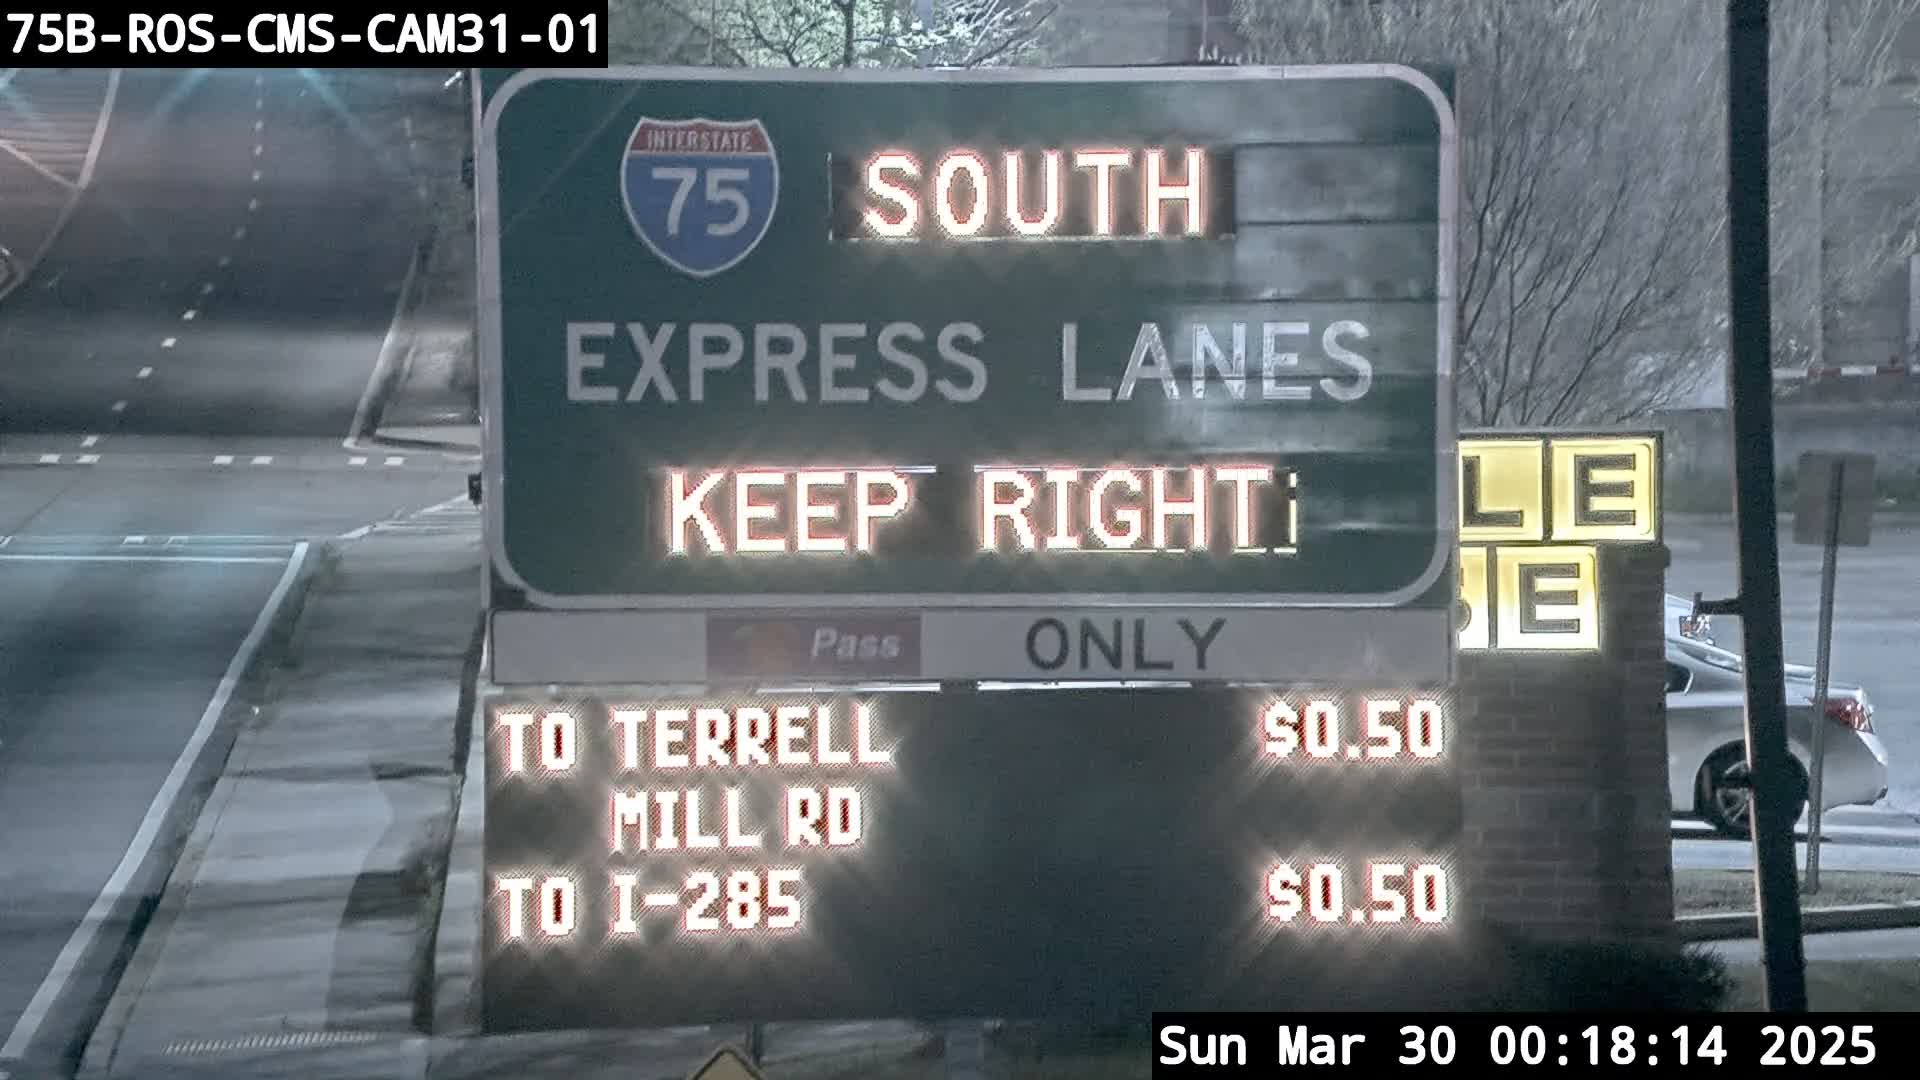 75B-ROS-CMS-CAM31-01
INTERSTATE
75
SOUTH
EXPRESS LANES
KEEP RIGHT
Pass ONLY
TO TERRELL $0.50
MILL RD
TO I-285 $0.50
LE
E
Sun Mar 30 00:18:14 2025